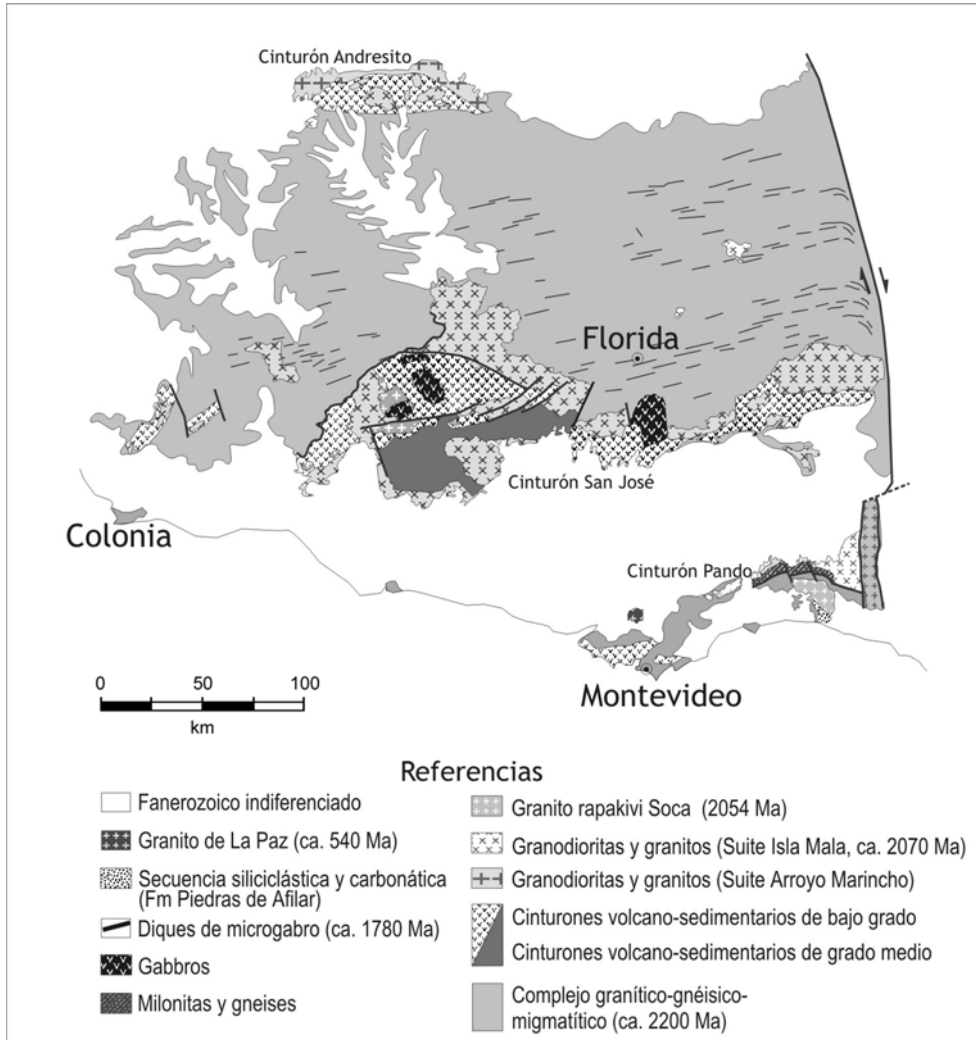 Cinturón Andresito
Florida
Cinturón San José
Colonia
Cinturón Pando
Montevideo
0 50 100
km
Referencias
Fanerozoico indiferenciado
Granito de La Paz (ca. 540 Ma)
Secuencia siliciclástica y carbonática
(Fm Piedras de Afilar)
Diques de microgabro (ca. 1780 Ma)
Gabbros
Milonitas y gneises
Granito rapakivi Soca (2054 Ma)
Granodioritas y granitos (Suite Isla Mala, ca. 2070 Ma)
Granodioritas y granitos (Suite Arroyo Marincho)
Cinturones volcano-sedimentarios de bajo grado
Cinturones volcano-sedimentarios de grado medio
Complejo granítico-gnéisico-
migmatítico (ca. 2200 Ma)